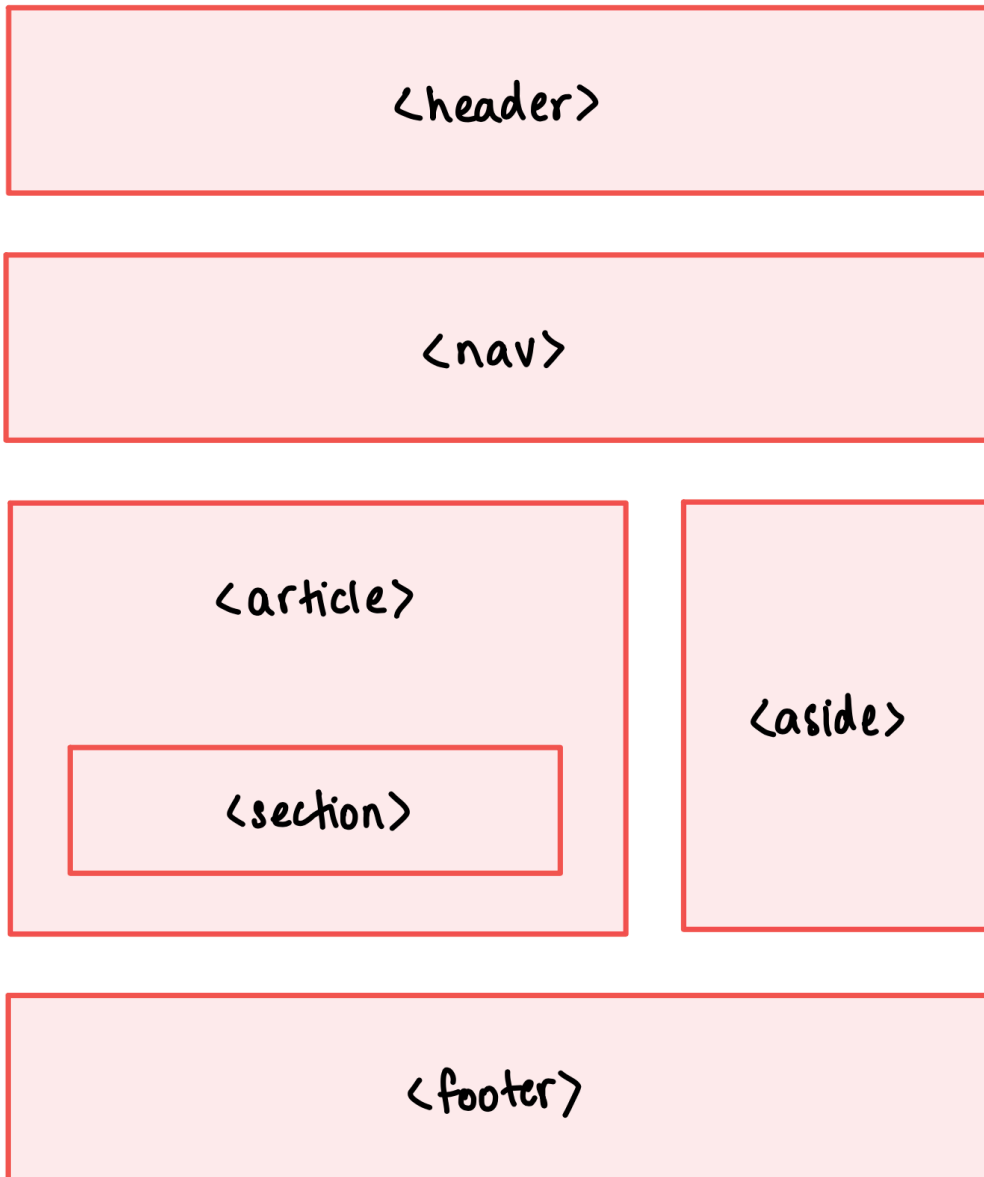 <header>
<nav>
<article>
<aside>
<section>
<footer>